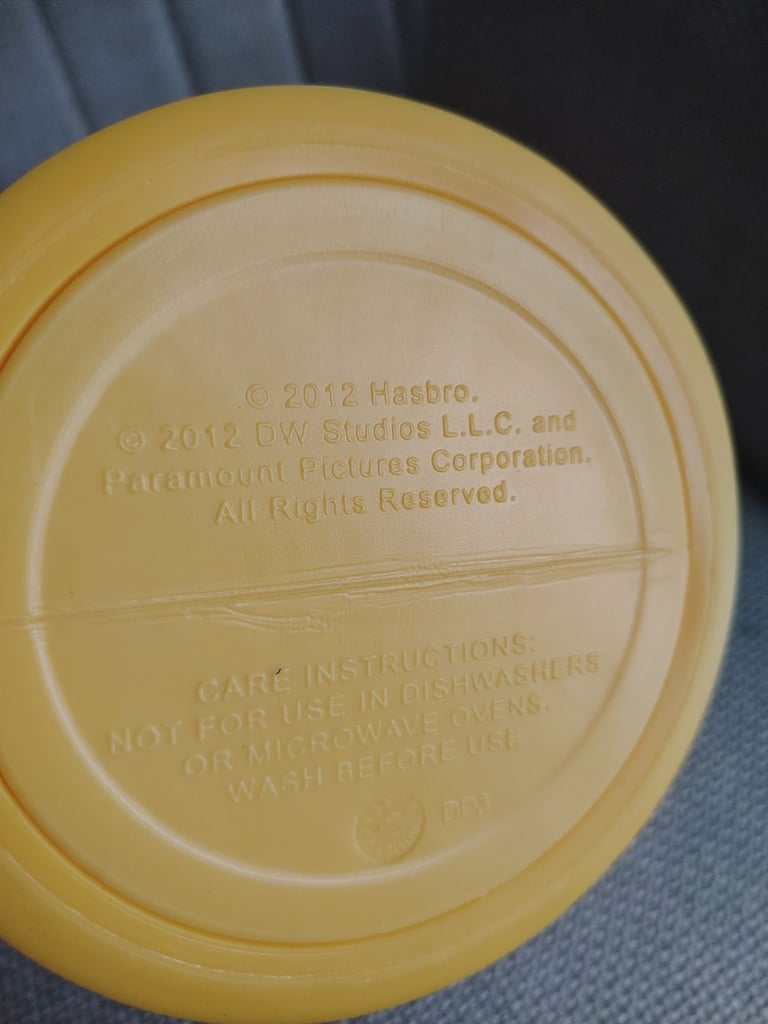 © 2012 Hasbro.
© 2012 DW Studios L.L.C. and
Paramount Pictures Corporation.
All Rights Reserved.
CARE INSTRUCTIONS:
NOT FOR USE IN DISHWASHERS
OR MICROWAVE OVENS.
WASH BEFORE USE